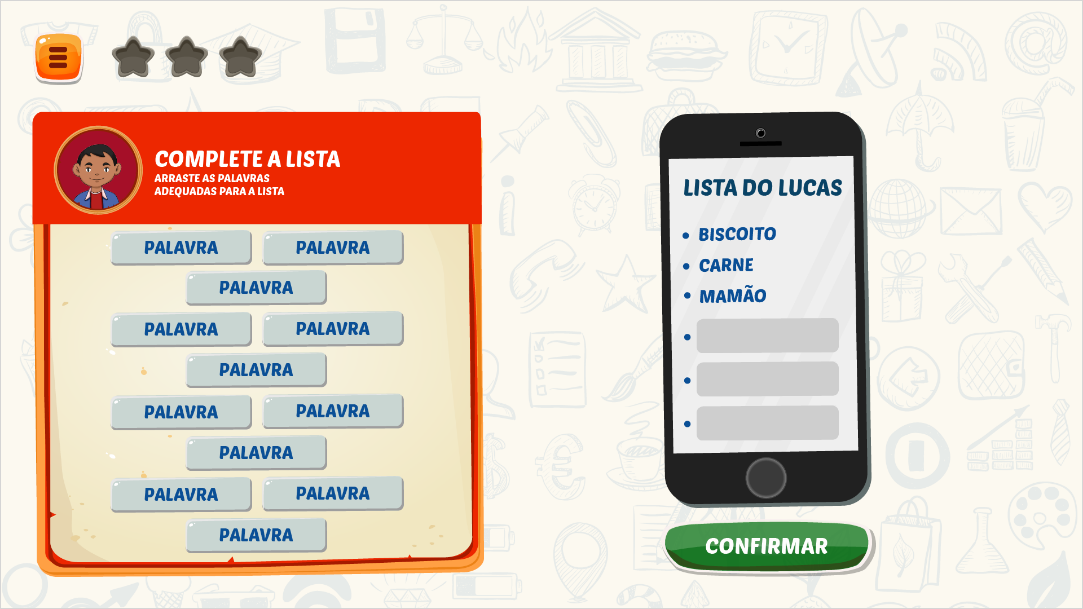 COMPLETE A LISTA
ARRASTE AS PALAVRAS
ADEQUADAS PARA A LISTA
PALAVRA PALAVRA
PALAVRA
PALAVRA PALAVRA
PALAVRA
PALAVRA PALAVRA
PALAVRA
PALAVRA PALAVRA
PALAVRA
LISTA DO LUCAS
• BISCOITO
• CARNE
• MAMÃO
•
•
•
CONFIRMAR